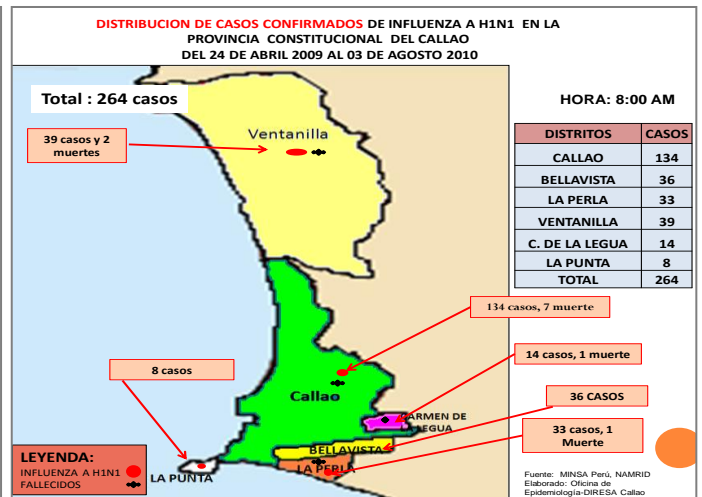 DISTRIBUCION DE CASOS CONFIRMADOS DE INFLUENZA A H1N1 EN LA
PROVINCIA CONSTITUCIONAL DEL CALLAO
DEL 24 DE ABRIL 2009 AL 03 DE AGOSTO 2010
Total : 264 casos
HORA: 8:00 AM
39 casos y 2
muertes
Ventanilla
DISTRITOS CASOS
CALLAO 134
BELLAVISTA 36
LA PERLA 33
VENTANILLA 39
C. DE LA LEGUA 14
LA PUNTA 8
TOTAL 264
134 casos, 7 muerte
14 casos, 1 muerte
8 casos
Callao
36 CASOS
CARMEN DE
LA LEGUA
33 casos, 1
Muerte
BELLAVISTA
LA PERLA
LA PUNTA
LEYENDA:
INFLUENZA A H1N1
FALLECIDOS
Fuente: MINSA Perú, NAMRID
Elaborado: Oficina de
Epidemiología-DIRESA Callao